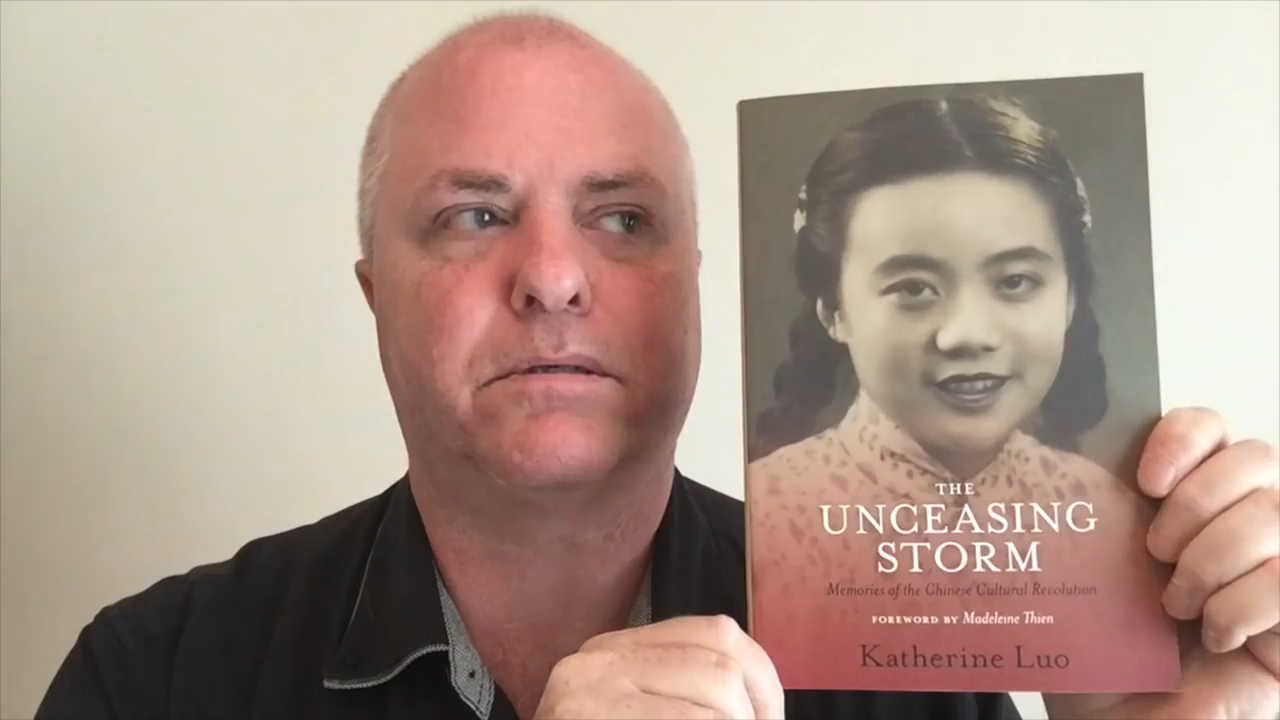 THE
UNCEASING
STORM
Memories of the Chinese Cultural Revolution
FOREWORD BY Madeleine Thien
Katherine Luo